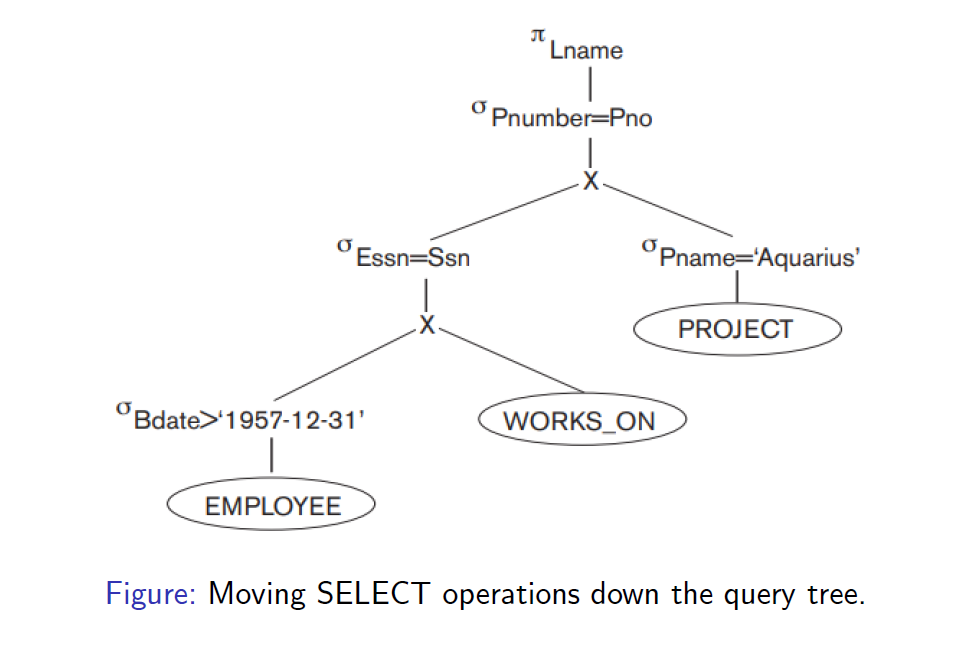 π Lname
σ Pnumber=Pno
X
σ Essn=Ssn
σ Pname=‘Aquarius’
X
PROJECT
σ Bdate>‘1957-12-31’
WORKS_ON
EMPLOYEE
Figure: Moving SELECT operations down the query tree.